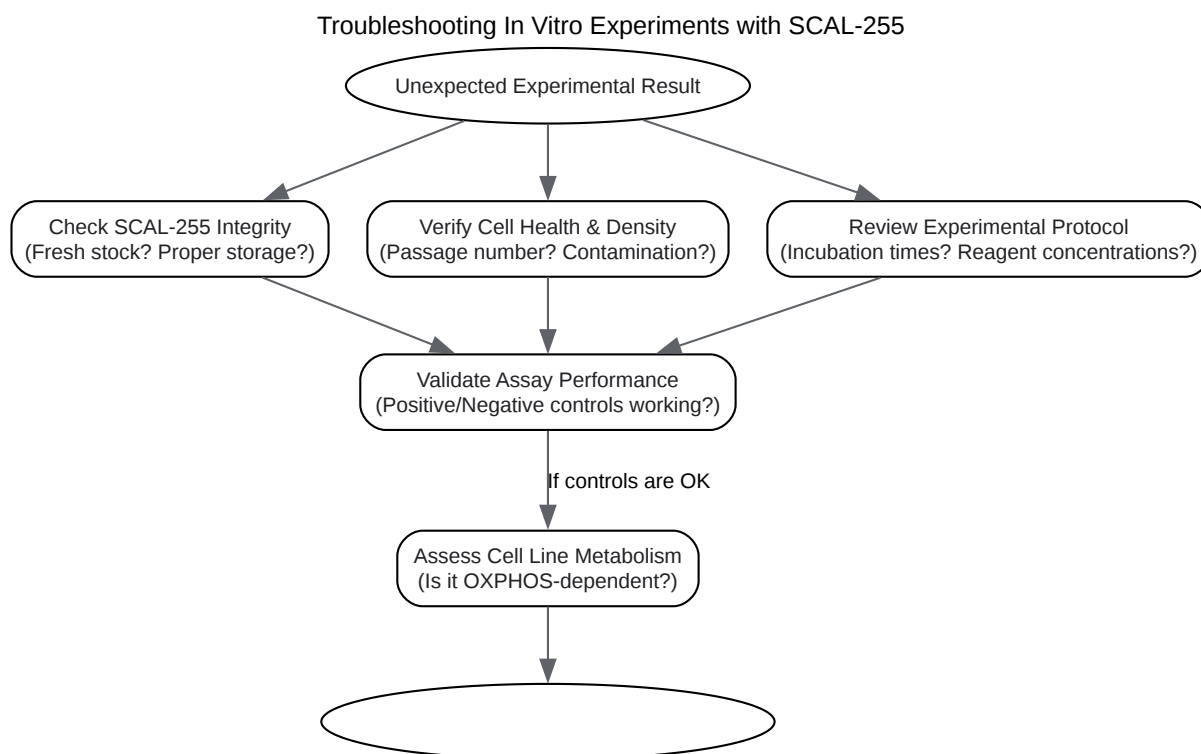 Troubleshooting In Vitro Experiments with SCAL-255
Unexpected Experimental Result
Check SCAL-255 Integrity
(Fresh stock? Proper storage?)
Verify Cell Health & Density
(Passage number? Contamination?)
Review Experimental Protocol
(Incubation times? Reagent concentrations?)
Validate Assay Performance
(Positive/Negative controls working?)
If controls are OK
Assess Cell Line Metabolism
(Is it OXPHOS-dependent?)